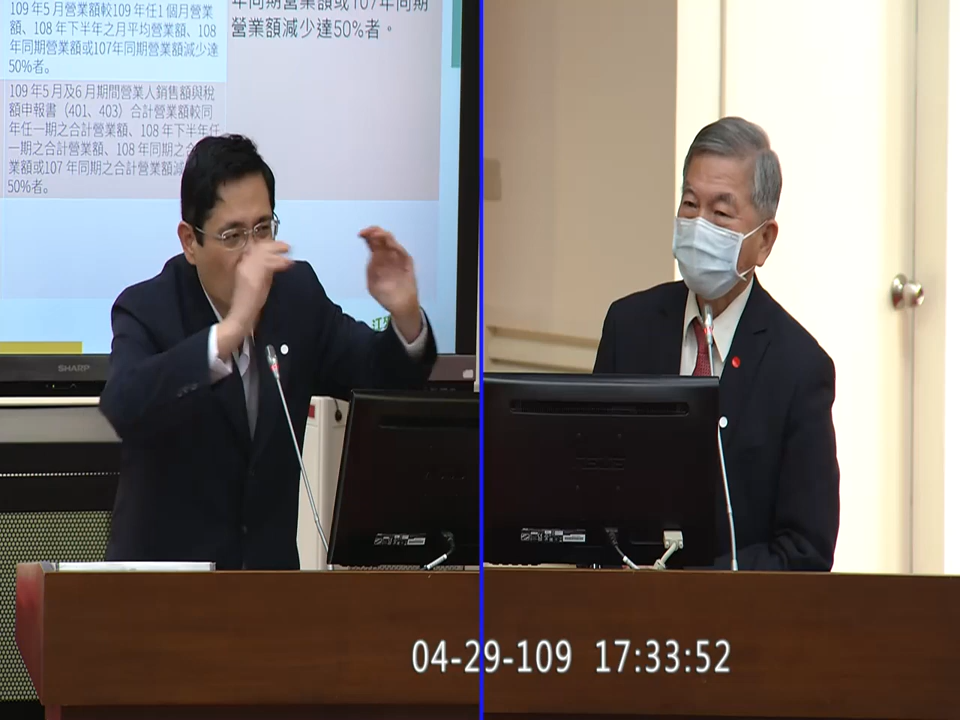 109年5月營業額較109年任1個月營業
額、108年下半年之月平均營業額、108
年同期營業額或107年同期營業額減少達
50%者。
年同期營業額或107年同期
營業額減少達50%者。
109年5月及6月期間營業人銷售額與稅
額申報書（401、403）合計營業額較同
年任一期之合計營業額、108年下半年任
一期之合計營業額、108年同期之合
業額或107年同期之合計營業額減
50%者。
SHARP
04-29-109 17:33:52